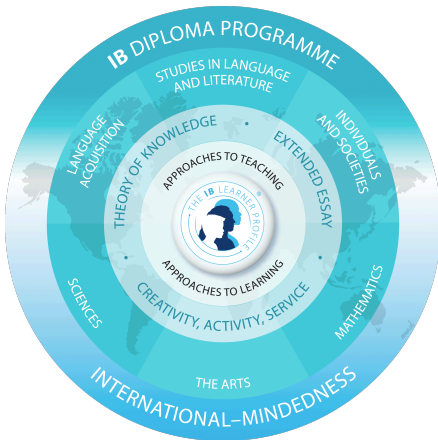 IB DIPLOMA PROGRAMME
STUDIES IN LANGUAGE
AND LITERATURE
LANGUAGE
ACQUISITION
INDIVIDUALS
AND SOCIETIES
THEORY OF KNOWLEDGE
EXTENDED ESSAY
APPROACHES TO TEACHING
THE IB LEARNER PROFILE
®
APPROACHES TO LEARNING
CREATIVITY, ACTIVITY, SERVICE
SCIENCES
MATHEMATICS
THE ARTS
INTERNATIONAL–MINDEDNESS